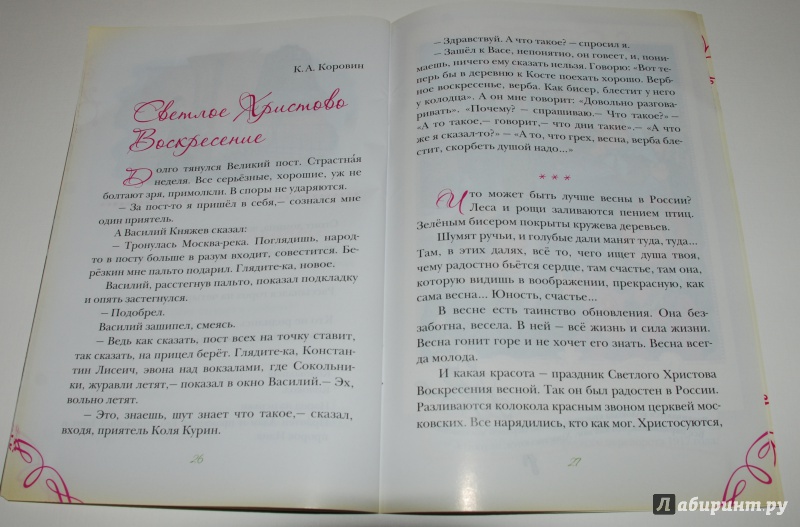 К. А. Коровин
Светлое Христово
Воскресение
Долго тянулся Великий пост. Страстная
неделя. Все серьёзные, хорошие, уж не
болтают зря, примолкли. В споры не ударяются.
– За пост-то я пришёл в себя,– сознался мне
один приятель.
А Василий Княжев сказал:
– Тронулась Москва-река. Поглядишь, народ-
то в посту больше в разум входит, совестится. Бе-
рёзкин мне пальто подарил. Глядите-ка, новое.
Василий, расстегнув пальто, показал подкладку
и опять застегнулся.
– Подобрел.
Василий зашипел, смеясь.
– Ведь как сказать, пост всех на точку ставит,
так сказать, на прицел берёт. Глядите-ка, Констан-
тин Лисеич, эвона над вокзалами, где Сокольни-
ки, журавли летят,– показал в окно Василий.– Эх,
вольно летят.
– Это, знаешь, шут знает что такое,– сказал,
входя, приятель Коля Курин.
26
– Здравствуй. А что такое? – спросил я.
– Зашёл к Васе, непонятно, он говеет, и, пони-
маешь, ничего ему сказать нельзя. Говорю: «Вот те-
перь бы в деревню к Косте поехать хорошо. Верб-
ное воскресенье, верба. Как бисер, блестит у него
у колодца». А он мне говорит: «Довольно разгова-
ривать». «Почему? – спрашиваю.– Что такое?» –
«А то такое,– говорит,– что дни такие».– «А что
же я сказал-то?» – «А то, что грех, весна, верба бле-
стит, скорбеть душой надо...»
* * *
Что может быть лучше весны в России?
Леса и рощи заливаются пением птиц.
Зелёным бисером покрыты кружева деревьев.
Шумят ручьи, и голубые дали манят туда, туда...
Там, в этих далях, всё то, чего ищет душа твоя,
чему радостно бьётся сердце, там счастье, там она,
которую видишь в воображении, прекрасную, как
сама весна... Юность, счастье...
В весне есть таинство обновления. Она без-
заботна, весела. В ней – всё жизнь и сила жизни.
Весна гонит горе и не хочет его знать. Весна всег-
да молода.
И какая красота – праздник Светлого Христова
Воскресения весной. Так он был радостен в России.
Разливаются колокола красным звоном церквей мос-
ковских. Все нарядились, кто как мог. Христосуются,
27
Лабиринт.ру